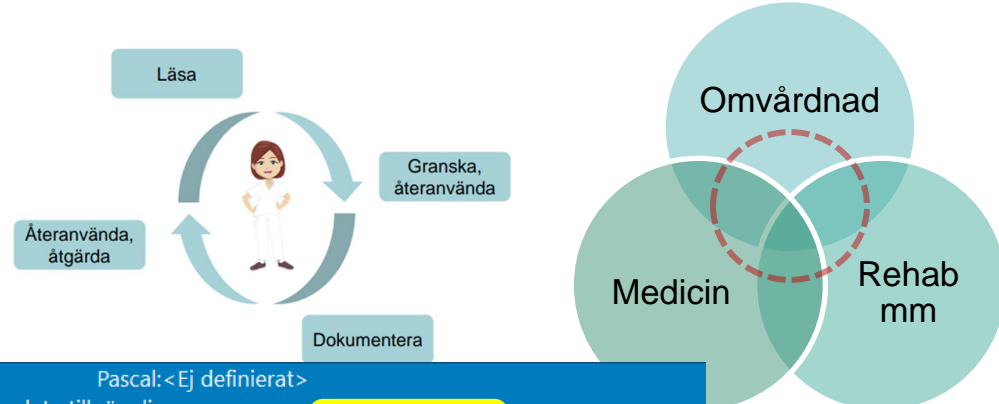 Läsa
Granska,
återanvända
Återanvända,
åtgärda
Dokumentera
Omvårdnad
Medicin
Rehab
mm
Pascal:<Ej definierat>